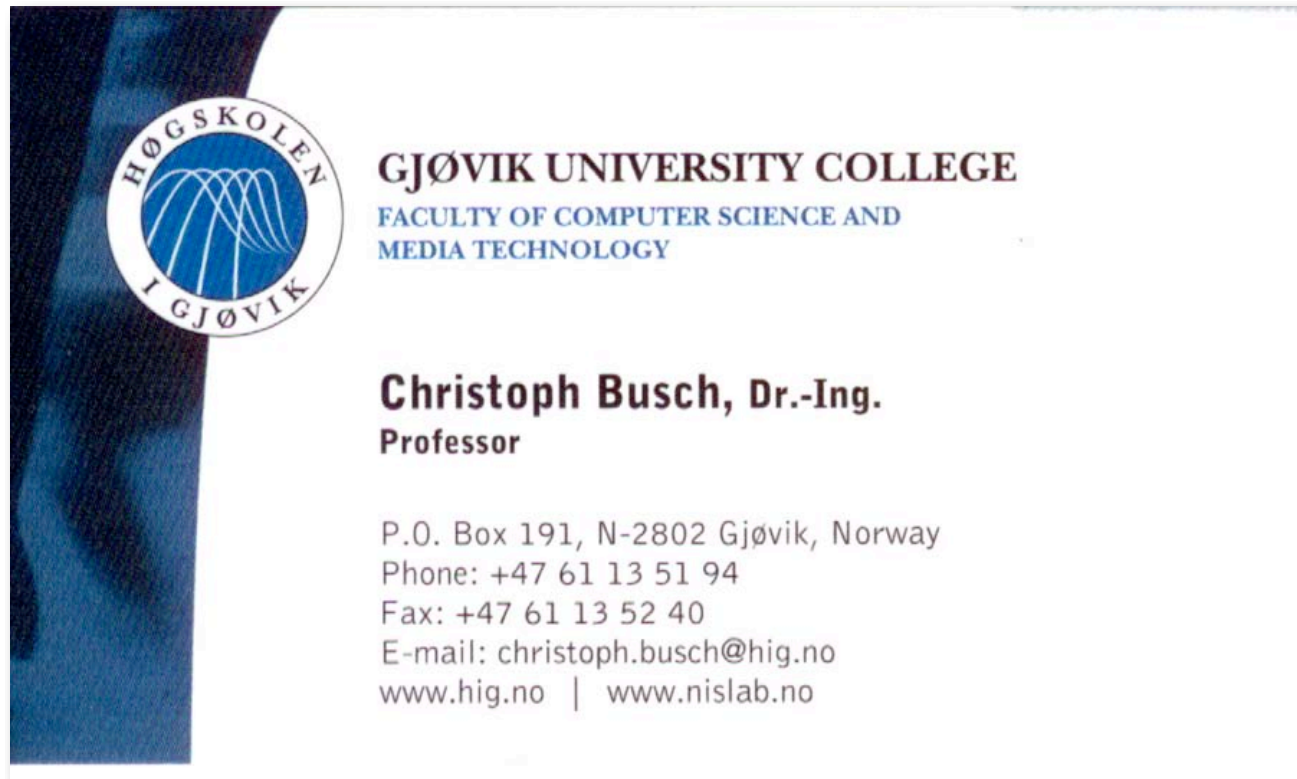 HØGSKOLEN
I GJØVIK
GJØVIK UNIVERSITY COLLEGE
FACULTY OF COMPUTER SCIENCE AND
MEDIA TECHNOLOGY
Christoph Busch, Dr.-Ing.
Professor
P.O. Box 191, N-2802 Gjøvik, Norway
Phone: +47 61 13 51 94
Fax: +47 61 13 52 40
E-mail: christoph.busch@hig.no
www.hig.no | www.nislab.no